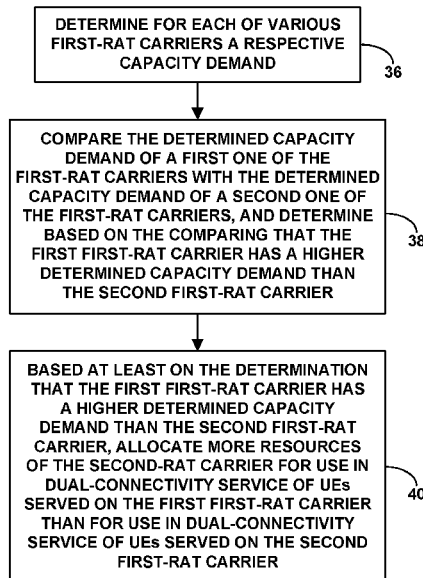 DETERMINE FOR EACH OF VARIOUS
FIRST-RAT CARRIERS A RESPECTIVE
CAPACITY DEMAND
36
COMPARE THE DETERMINED CAPACITY
DEMAND OF A FIRST ONE OF THE
FIRST-RAT CARRIERS WITH THE DETERMINED
CAPACITY DEMAND OF A SECOND ONE OF
THE FIRST-RAT CARRIERS, AND DETERMINE
BASED ON THE COMPARING THAT THE
FIRST FIRST-RAT CARRIER HAS A HIGHER
DETERMINED CAPACITY DEMAND THAN
THE SECOND FIRST-RAT CARRIER
38
BASED AT LEAST ON THE DETERMINATION
THAT THE FIRST FIRST-RAT CARRIER HAS
A HIGHER DETERMINED CAPACITY
DEMAND THAN THE SECOND FIRST-RAT
CARRIER, ALLOCATE MORE RESOURCES
OF THE SECOND-RAT CARRIER FOR USE IN
DUAL-CONNECTIVITY SERVICE OF UEs
SERVED ON THE FIRST FIRST-RAT CARRIER
THAN FOR USE IN DUAL-CONNECTIVITY
SERVICE OF UEs SERVED ON THE SECOND
FIRST-RAT CARRIER
40